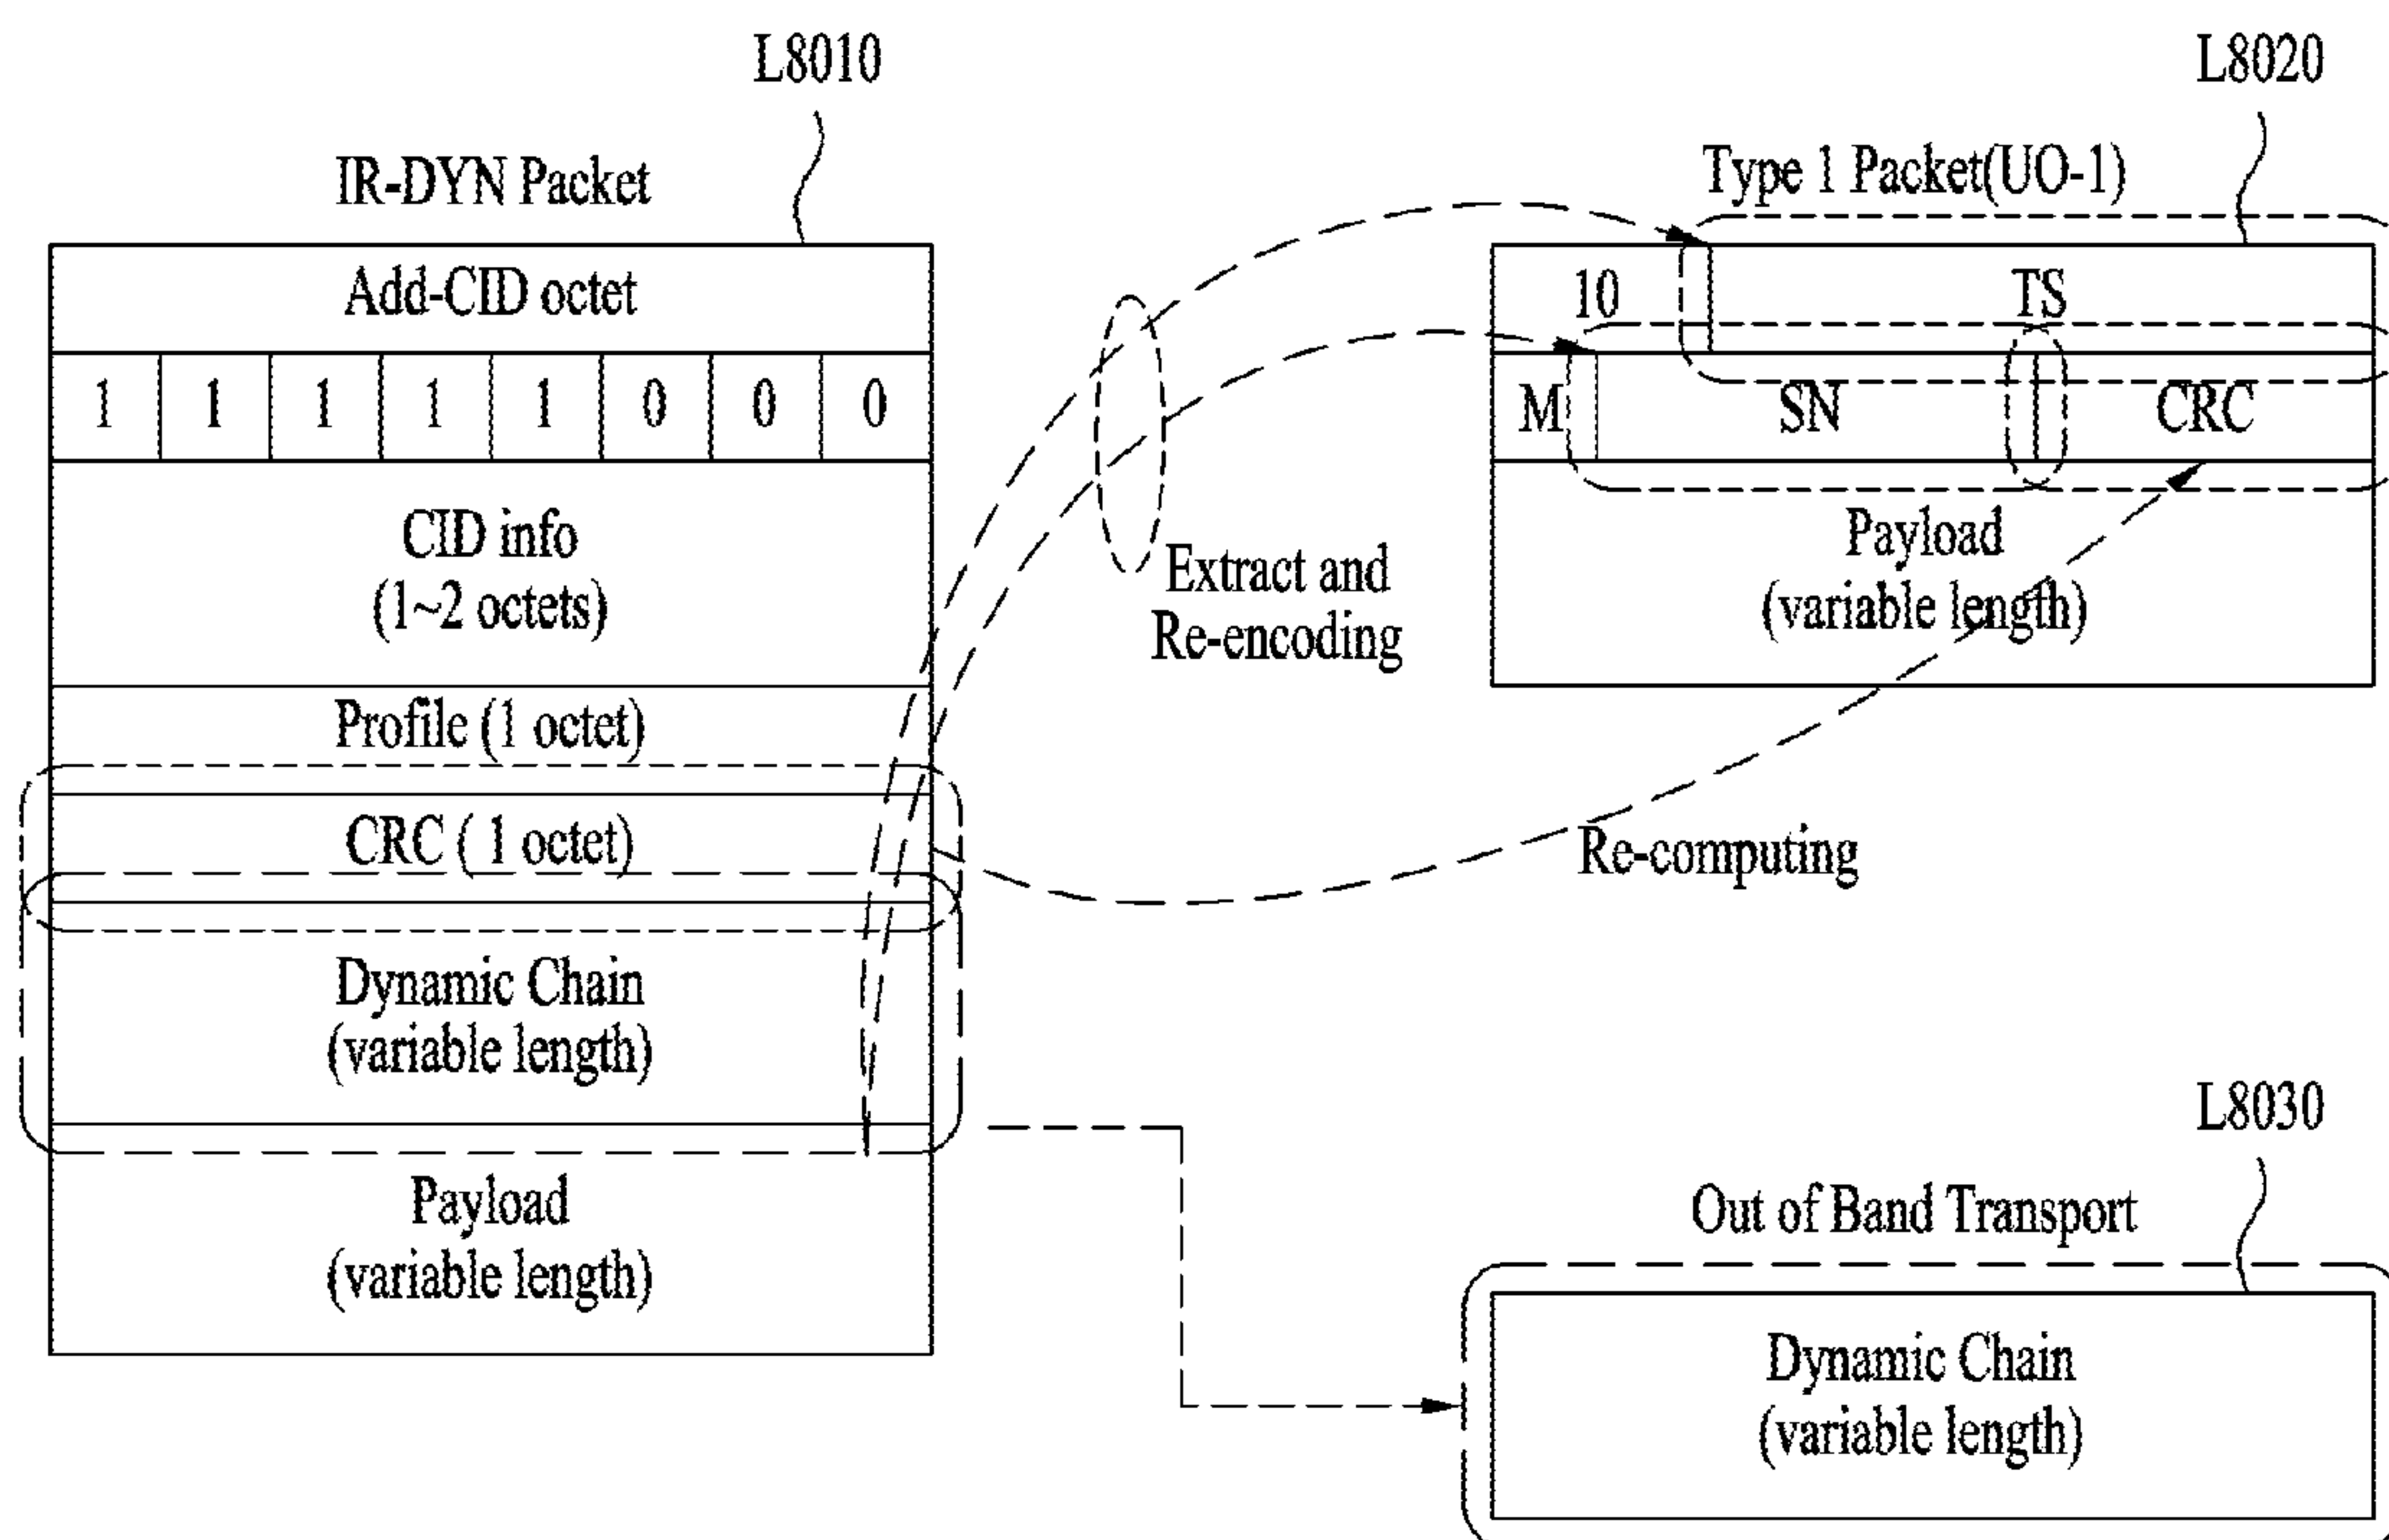 L8010
IR-DYN Packet
Add-CID octet
1 1 1 1 1 0 0 0
CID info
(1~2 octets)
Profile (1 octet)
CRC ( 1 octet)
Dynamic Chain
(variable length)
Payload
(variable length)
Extract and
Re-encoding
Re-computing
L8020
Type 1 Packet(UO-1)
10 TS
M SN CRC
Payload
(variable length)
L8030
Out of Band Transport
Dynamic Chain
(variable length)